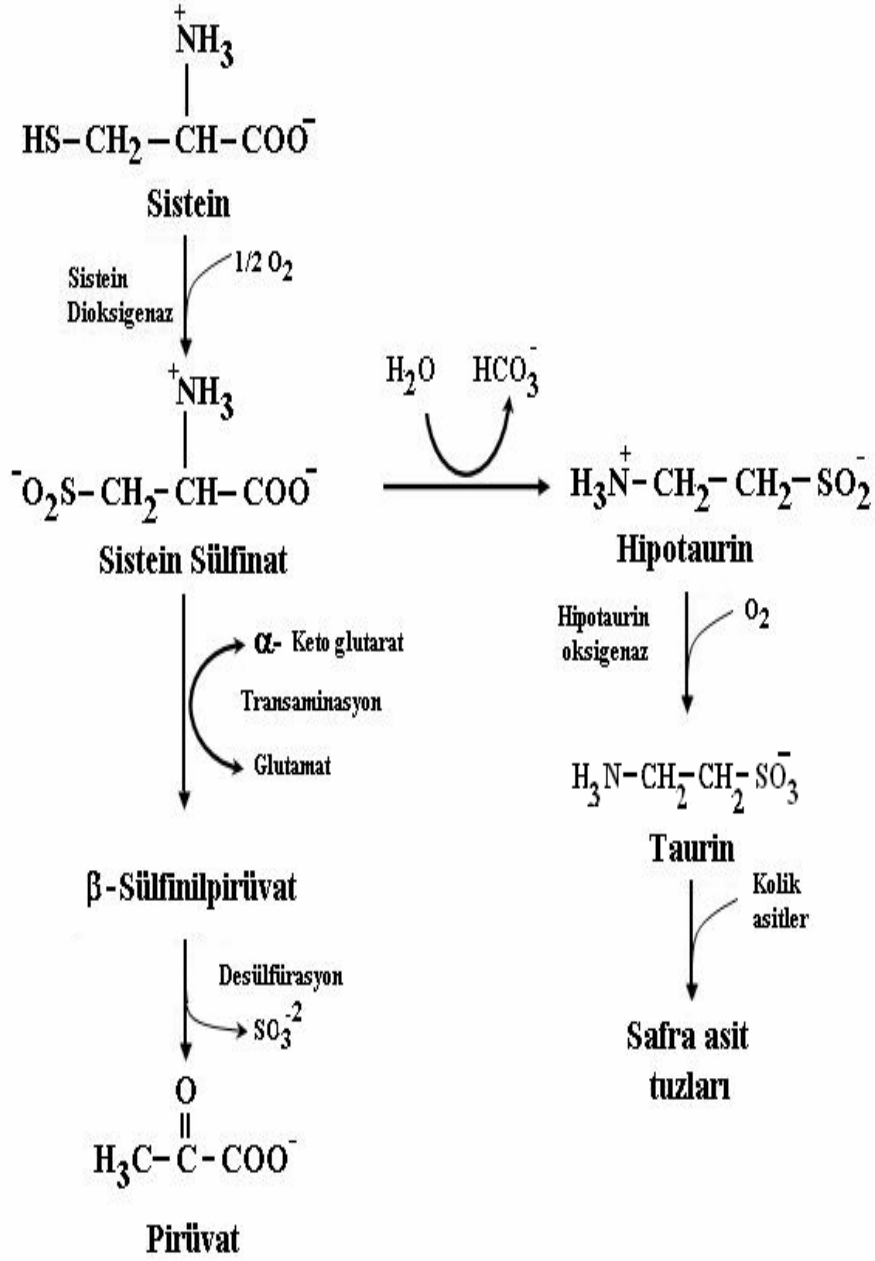 +
NH3
HS–CH2–CH–COO-
Sistein
Sistein
Dioksigenaz
1/2 O2
+
NH3
-O2S–CH2–CH–COO-
Sistein Sülfinat
H2O HCO3-
+
H3N–CH2–CH2–SO2-
Hipotaurin
α- Keto glutarat
Transaminasyon
Glutamat
Hipotaurin
oksigenaz
O2
H3N–CH2–CH2–SO3-
Taurin
β-Sülfinilpirüvat
Kolik
asitler
Desülfürasyon
SO3-2
Safra asit
tuzları
O
H3C–C–COO-
Pirüvat